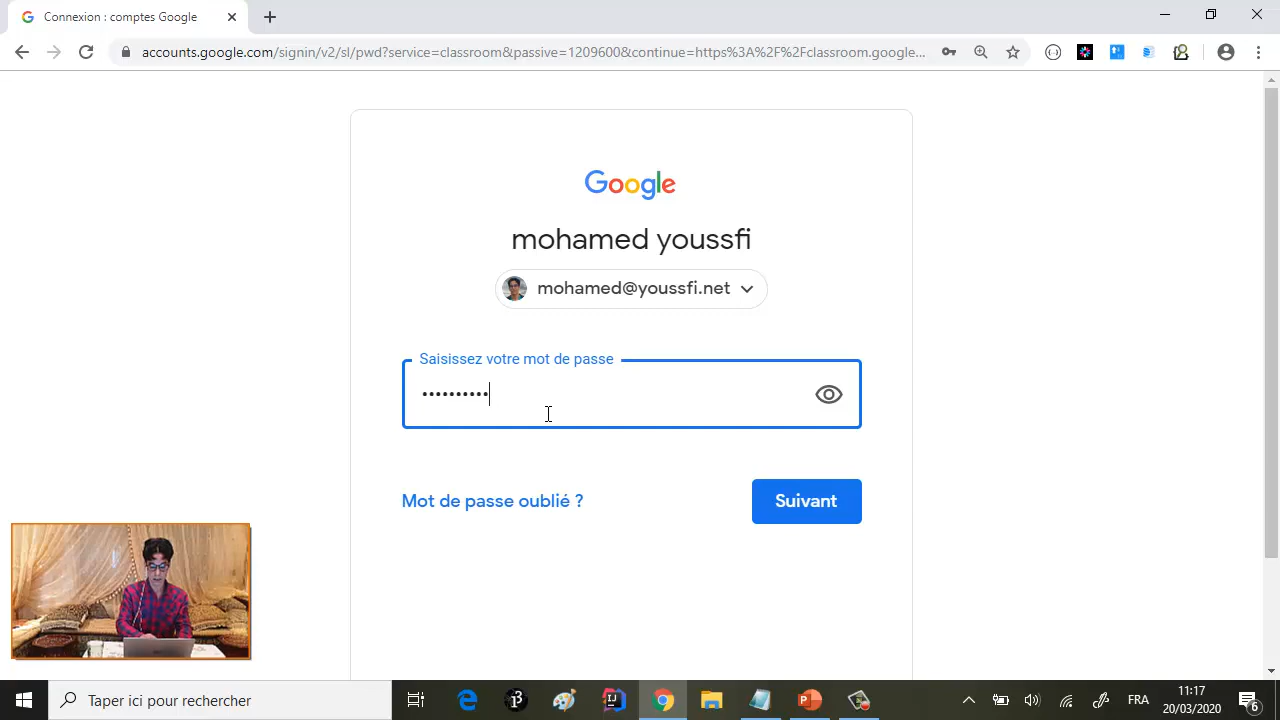 Connexion : comptes Google
accounts.google.com/signin/v2/sl/pwd?service=classroom&passive=1209600&continue=https%3A%2F%2Fclassroom.google...
Google
mohamed youssfi
mohamed@youssfi.net
Saisissez votre mot de passe
••••••••••
Mot de passe oublié ?
Suivant
Taper ici pour rechercher
FRA
11:17
20/03/2020
6